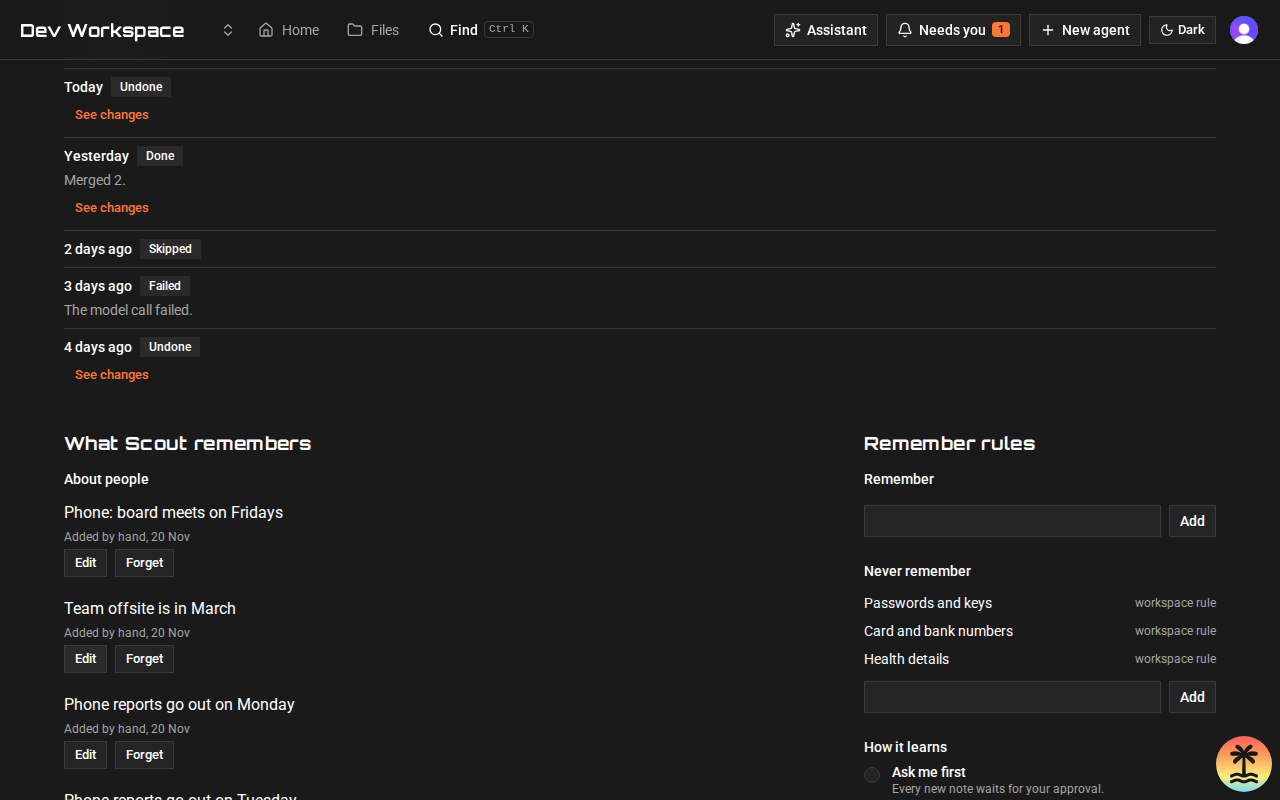 Dev Workspace
Home
Files
Find Ctrl K
Assistant
Needs you 1
New agent
Dark
Today Undone
See changes
Yesterday Done
Merged 2.
See changes
2 days ago Skipped
3 days ago Failed
The model call failed.
4 days ago Undone
See changes
What Scout remembers
About people
Phone: board meets on Fridays
Added by hand, 20 Nov
Edit Forget
Team offsite is in March
Added by hand, 20 Nov
Edit Forget
Phone reports go out on Monday
Added by hand, 20 Nov
Edit Forget
Phone reports go out on Tuesday
Remember rules
Remember
Add
Never remember
Passwords and keys workspace rule
Card and bank numbers workspace rule
Health details workspace rule
Add
How it learns
Ask me first
Every new note waits for your approval.